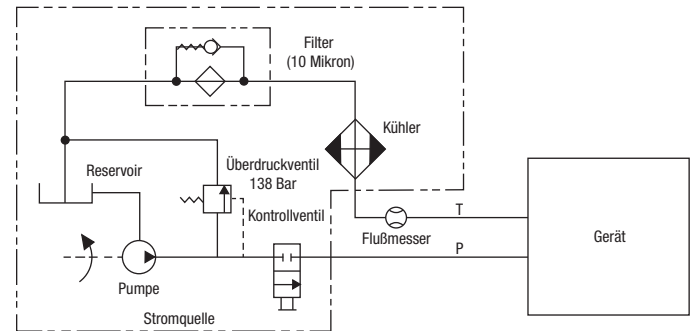 Filter
(10 Mikron)
Kühler
Reservoir
Überdruckventil
138 Bar
Kontrollventil
T
Flußmesser
Gerät
P
Pumpe
Stromquelle